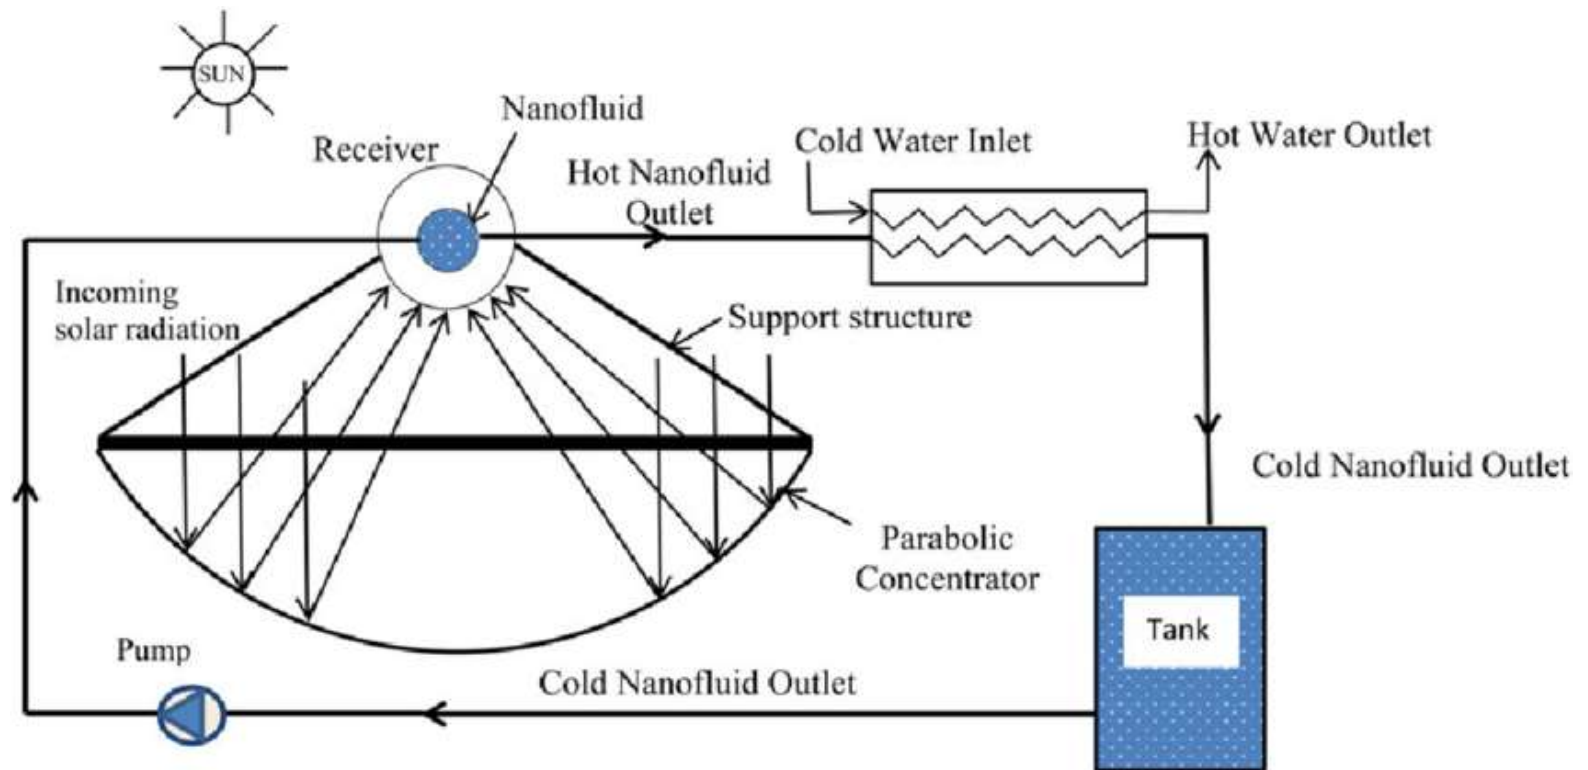 SUN
Nanofluid
Receiver
Cold Water Inlet
Hot Water Outlet
Hot Nanofluid
Outlet
Incoming
solar radiation
Support structure
Cold Nanofluid Outlet
Parabolic
Concentrator
Tank
Pump
Cold Nanofluid Outlet